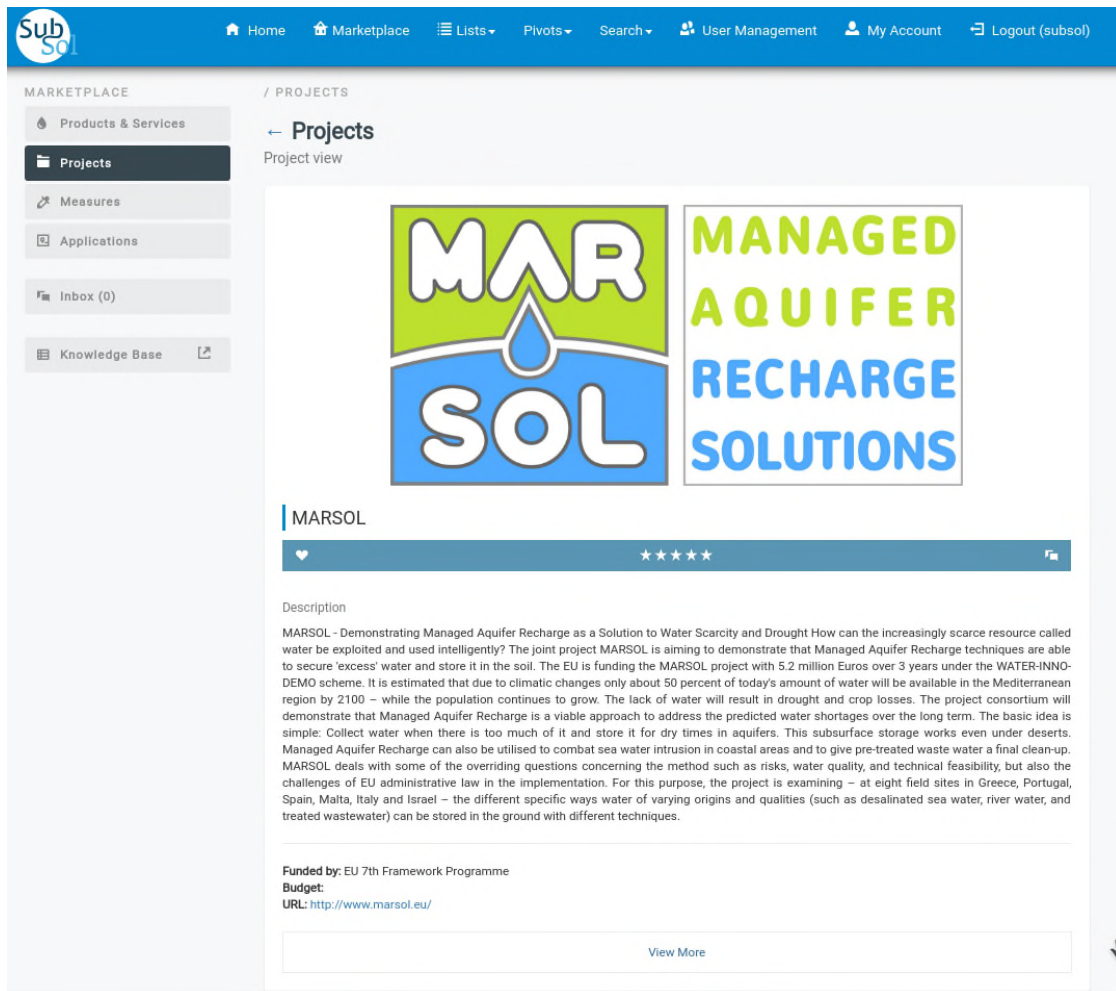 Sub
Sol
Home
Marketplace
Lists
Pivots
Search
User Management
My Account
Logout (subsol)
MARKETPLACE
Products & Services
Projects
Measures
Applications
Inbox (0)
Knowledge Base
/ PROJECTS
← Projects
Project view
MAR
SOL
MANAGED
AQUIFER
RECHARGE
SOLUTIONS
MARSOL
Description
MARSOL - Demonstrating Managed Aquifer Recharge as a Solution to Water Scarcity and Drought How can the increasingly scarce resource called
water be exploited and used intelligently? The joint project MARSOL is aiming to demonstrate that Managed Aquifer Recharge techniques are able
to secure 'excess' water and store it in the soil. The EU is funding the MARSOL project with 5.2 million Euros over 3 years under the WATER-INNO-
DEMO scheme. It is estimated that due to climatic changes only about 50 percent of today's amount of water will be available in the Mediterranean
region by 2100 – while the population continues to grow. The lack of water will result in drought and crop losses. The project consortium will
demonstrate that Managed Aquifer Recharge is a viable approach to address the predicted water shortages over the long term. The basic idea is
simple: Collect water when there is too much of it and store it for dry times in aquifers. This subsurface storage works even under deserts.
Managed Aquifer Recharge can also be utilised to combat sea water intrusion in coastal areas and to give pre-treated waste water a final clean-up.
MARSOL deals with some of the overriding questions concerning the method such as risks, water quality, and technical feasibility, but also the
challenges of EU administrative law in the implementation. For this purpose, the project is examining – at eight field sites in Greece, Portugal,
Spain, Malta, Italy and Israel – the different specific ways water of varying origins and qualities (such as desalinated sea water, river water, and
treated wastewater) can be stored in the ground with different techniques.
Funded by: EU 7th Framework Programme
Budget:
URL: http://www.marsol.eu/
View More